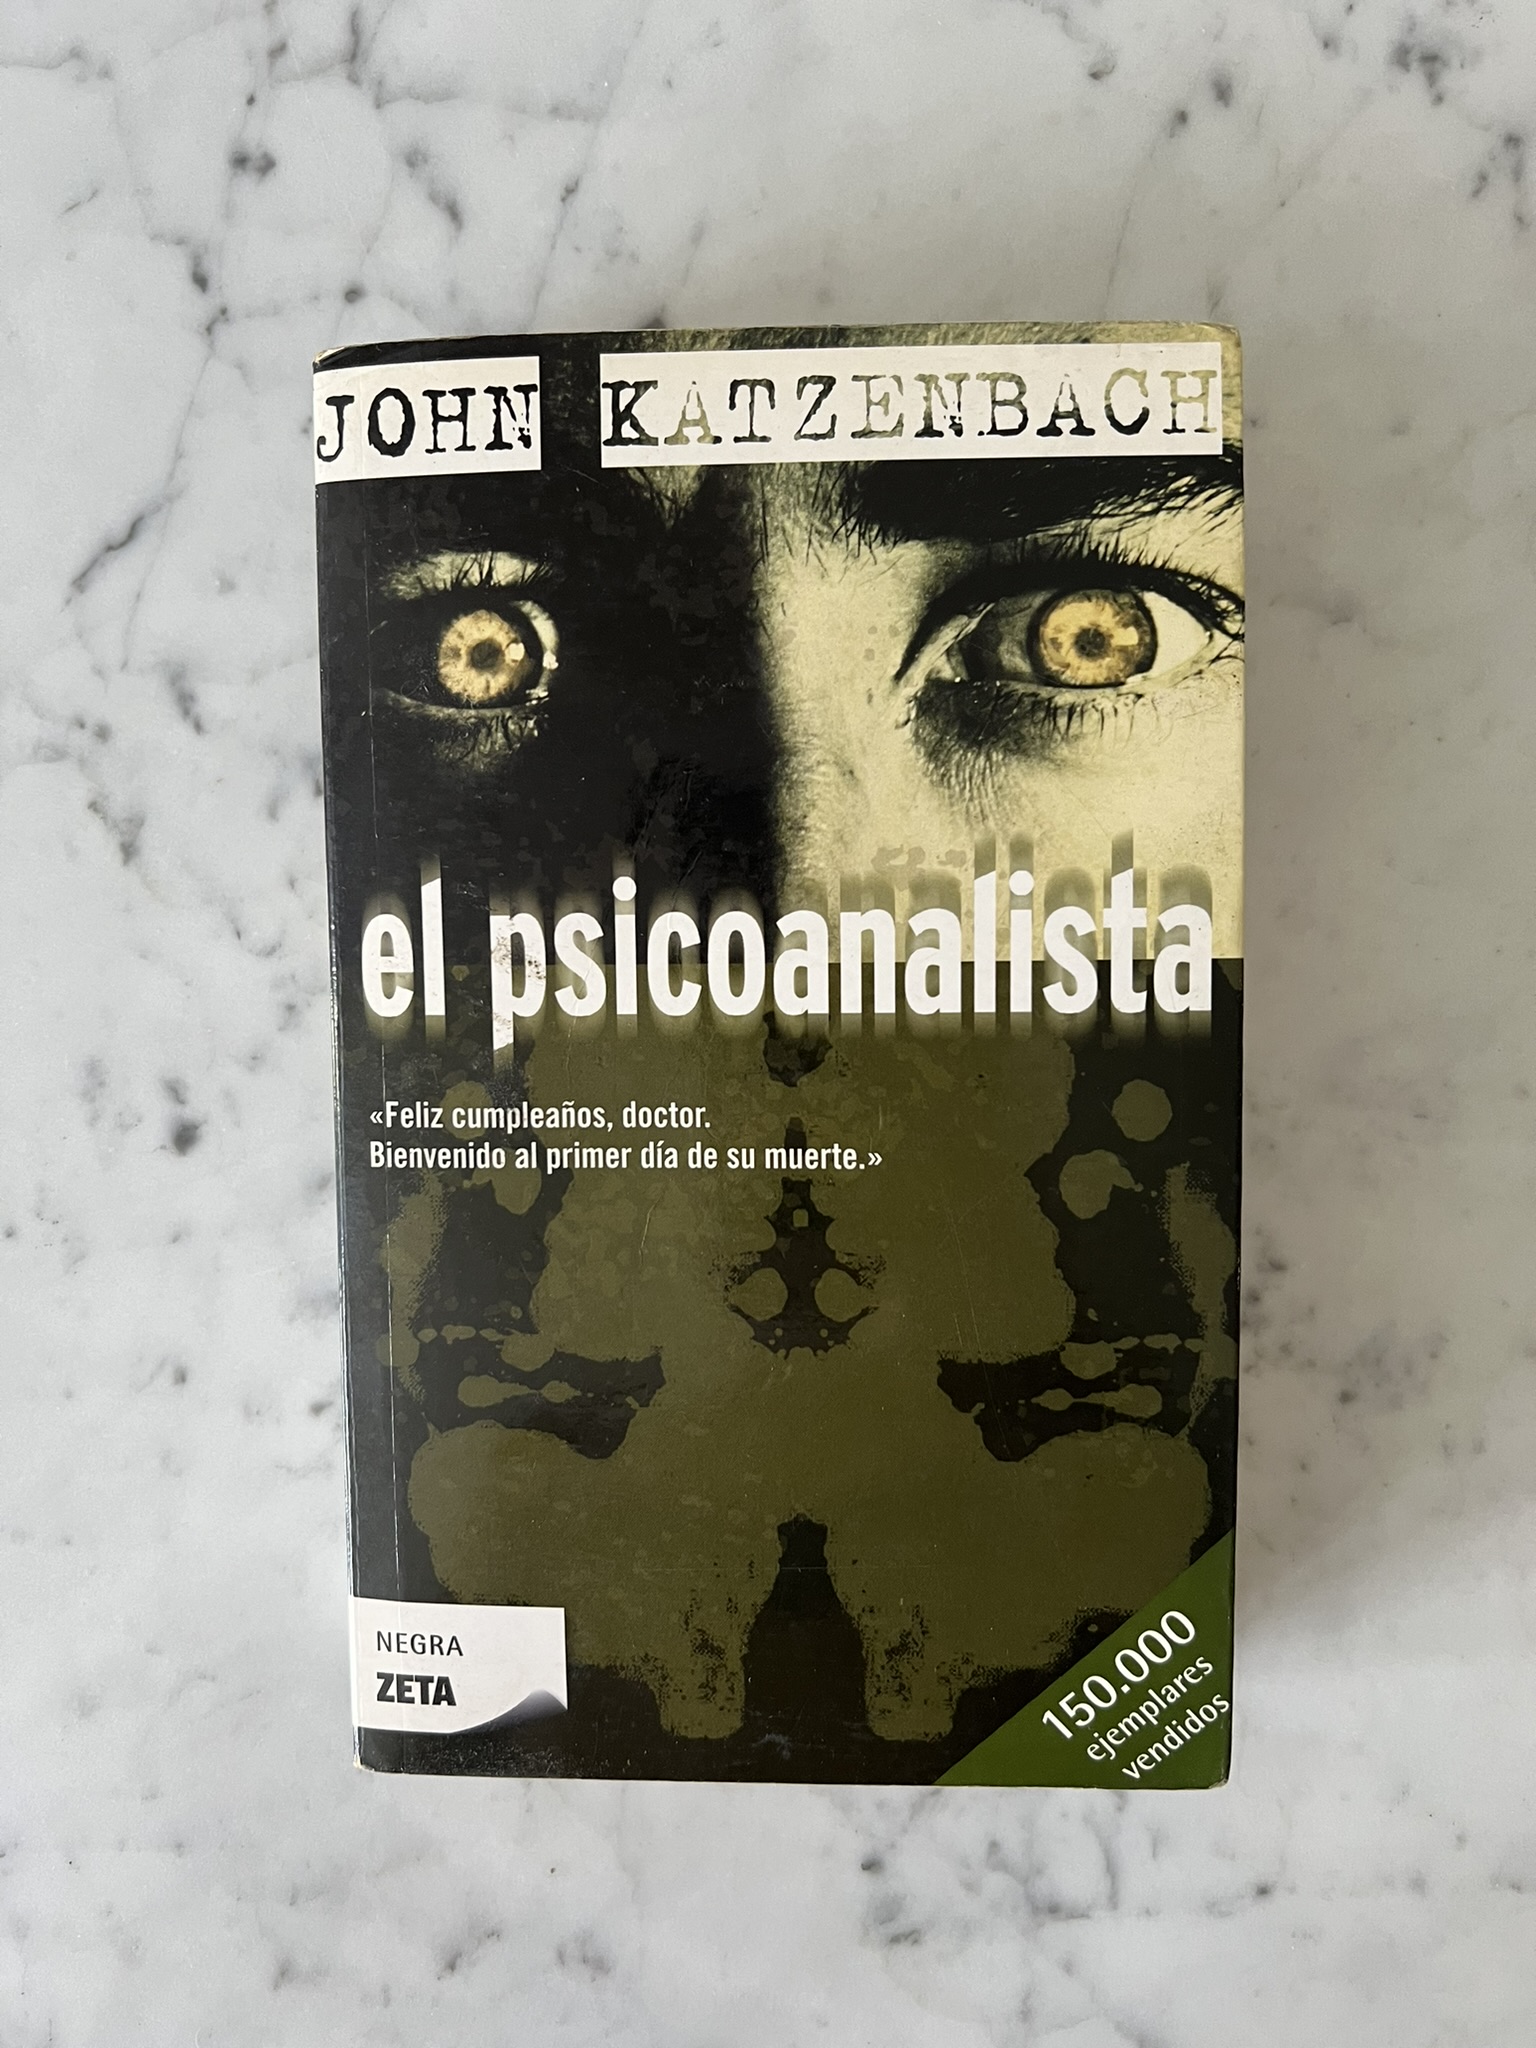 JOHN KATZENBACH
el psicoanalista
«Feliz cumpleaños, doctor.
Bienvenido al primer día de su muerte.»
NEGRA
ZETA
150.000
ejemplares
vendidos